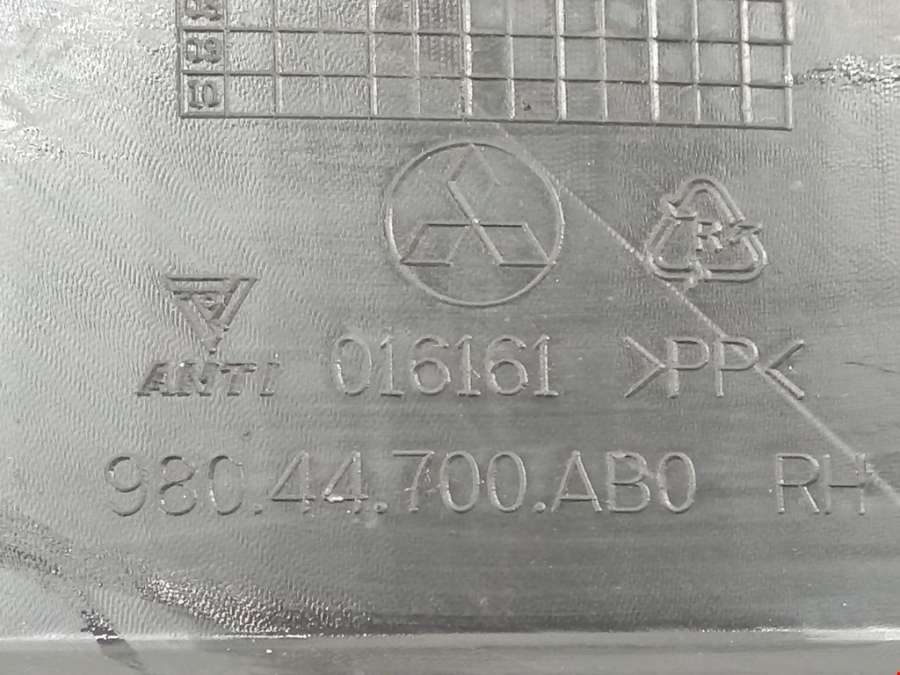 09
10
R
016161 >PP<
ANTI
980.44.700.AB0 RH